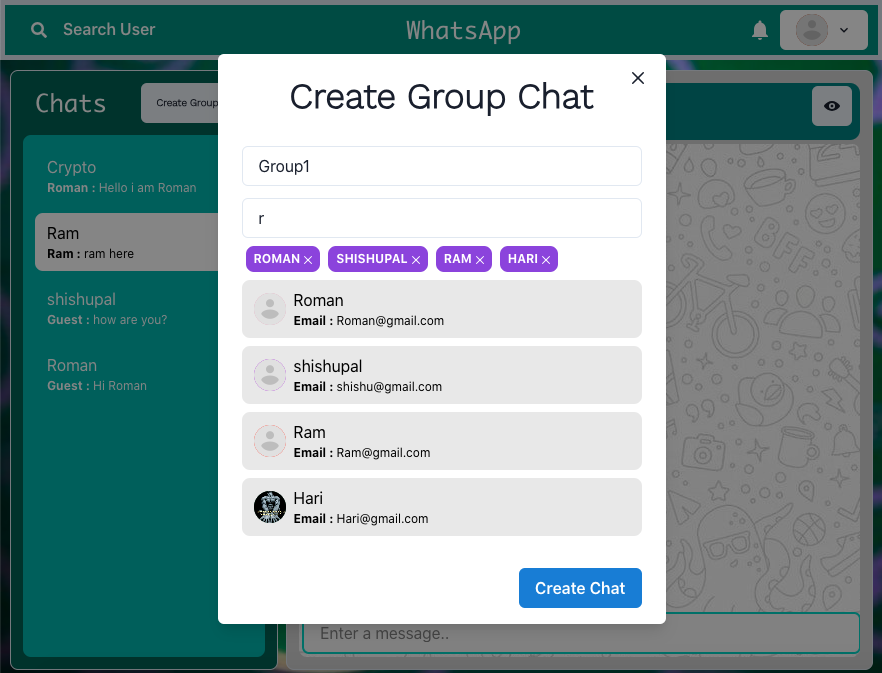 Search User
WhatsApp
Chats
Create Group
Crypto
Roman : Hello i am Roman
Ram
Ram : ram here
shishupal
Guest : how are you?
Roman
Guest : Hi Roman
Create Group Chat
Group1
r
ROMAN
SHISHUPAL
RAM
HARI
Roman
Email : Roman@gmail.com
shishupal
Email : shishu@gmail.com
Ram
Email : Ram@gmail.com
Hari
Email : Hari@gmail.com
Create Chat
Enter a message..